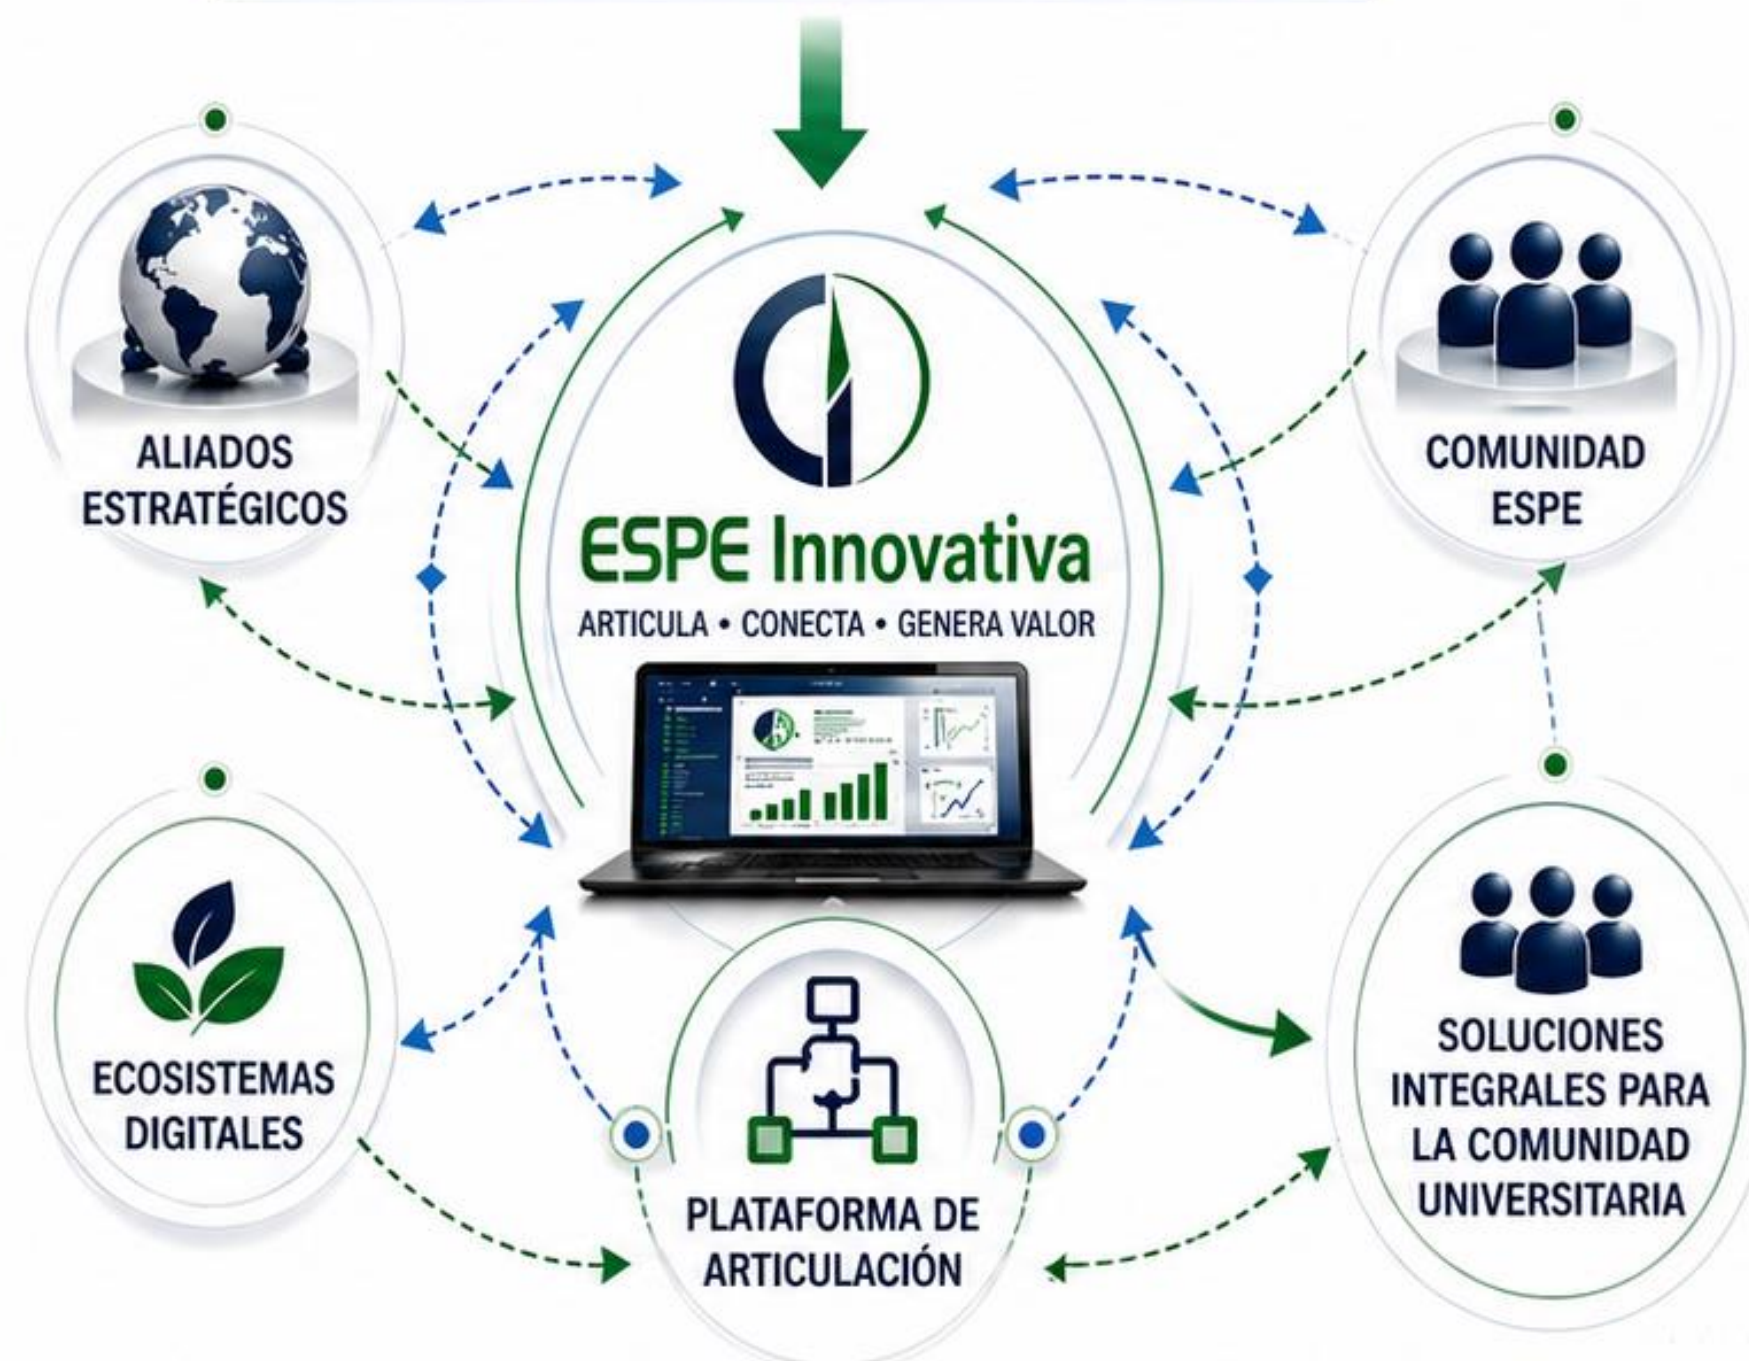 ALIADOS
ESTRATÉGICOS
COMUNIDAD
ESPE
ESPE Innovativa
ARTICULA • CONECTA • GENERA VALOR
ECOSISTEMAS
DIGITALES
PLATAFORMA DE
ARTICULACIÓN
SOLUCIONES
INTEGRALES PARA
LA COMUNIDAD
UNIVERSITARIA